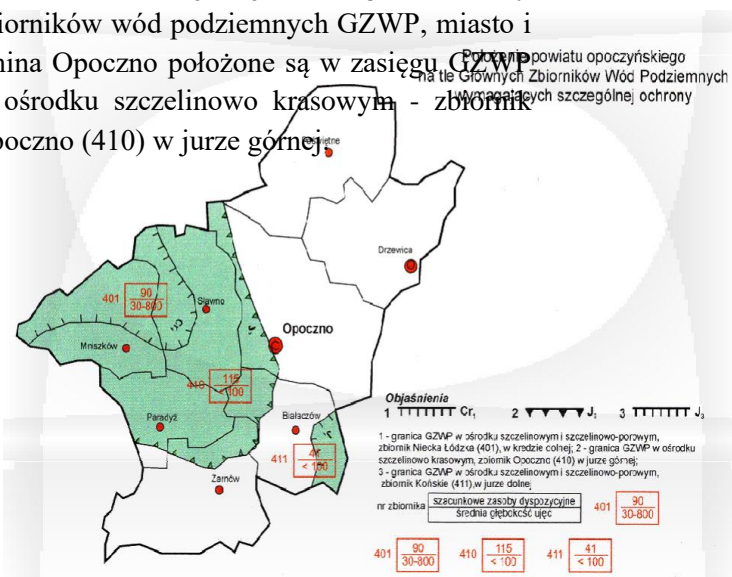 biorników wód podziemnych GZWP, miasto i
mina Opoczno położone są w zasięgu GZWP
ośrodku szczelinowo krasowym - zbiornik
poczno (410) w jurze górnej.
Położenie powiatu opoczyńskiego
na tle Głównych Zbiorników Wód Podziemnych
wymagających szczególnej ochrony
Drzewica
401 90
30-800
Sławno
Cr₁
J₃
Opoczno
Mniszków
410 115
< 100
Paradyż
Białaczów
411 41
< 100
Żarnów
Objaśnienia
1 Cr₁ 2 J₃ 3 J₃
1 - granica GZWP w ośrodku szczelinowym i szczelinowo-porowym,
zbiornik Niecka Łódzka (401), w kredzie dolnej; 2 - granica GZWP w ośrodku
szczelinowo krasowym, zbiornik Opoczno (410) w jurze górnej;
3 - granica GZWP w ośrodku szczelinowym i szczelinowo-porowym,
zbiornik Końskie (411), w jurze dolnej
nr zbiornika szacunkowe zasoby dyspozycyjne
średnia głębokość ujęć
401 90
30-800
401 90
30-800
410 115
< 100
411 41
< 100